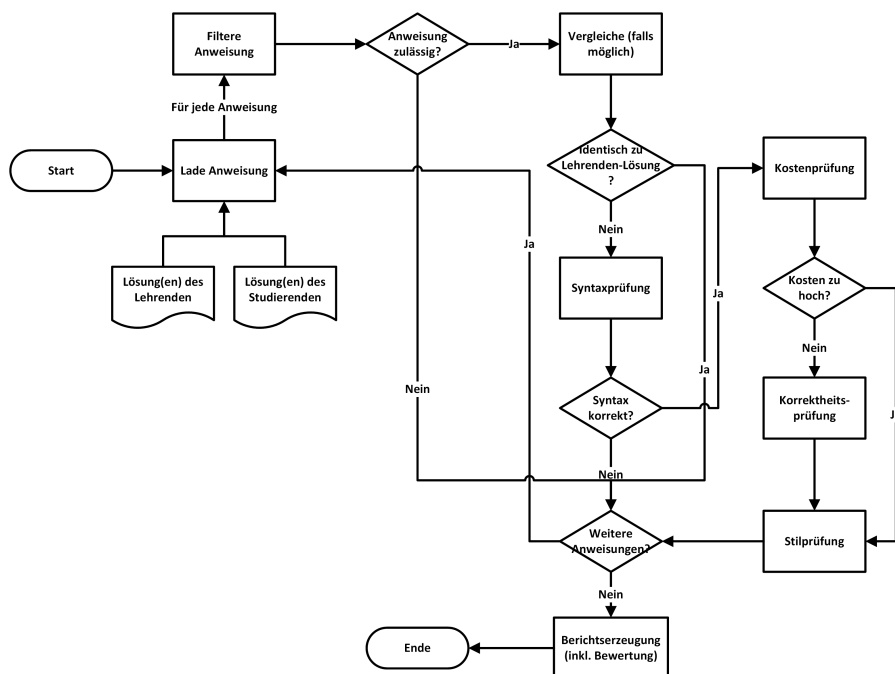 Filtere
Anweisung
Anweisung
zulässig?
Ja
Vergleiche (falls
möglich)
Für jede Anweisung
Start
Lade Anweisung
Identisch zu
Lehrenden-Lösung
?
Kostenprüfung
Nein
Ja
Lösung(en) des
Lehrenden
Lösung(en) des
Studierenden
Syntaxprüfung
Ja
Kosten zu
hoch?
Nein
Ja
Nein
Syntax
korrekt?
Korrektheits-
prüfung
J
Nein
Weitere
Anweisungen?
Stilprüfung
Nein
Ende
Berichtserzeugung
(inkl. Bewertung)